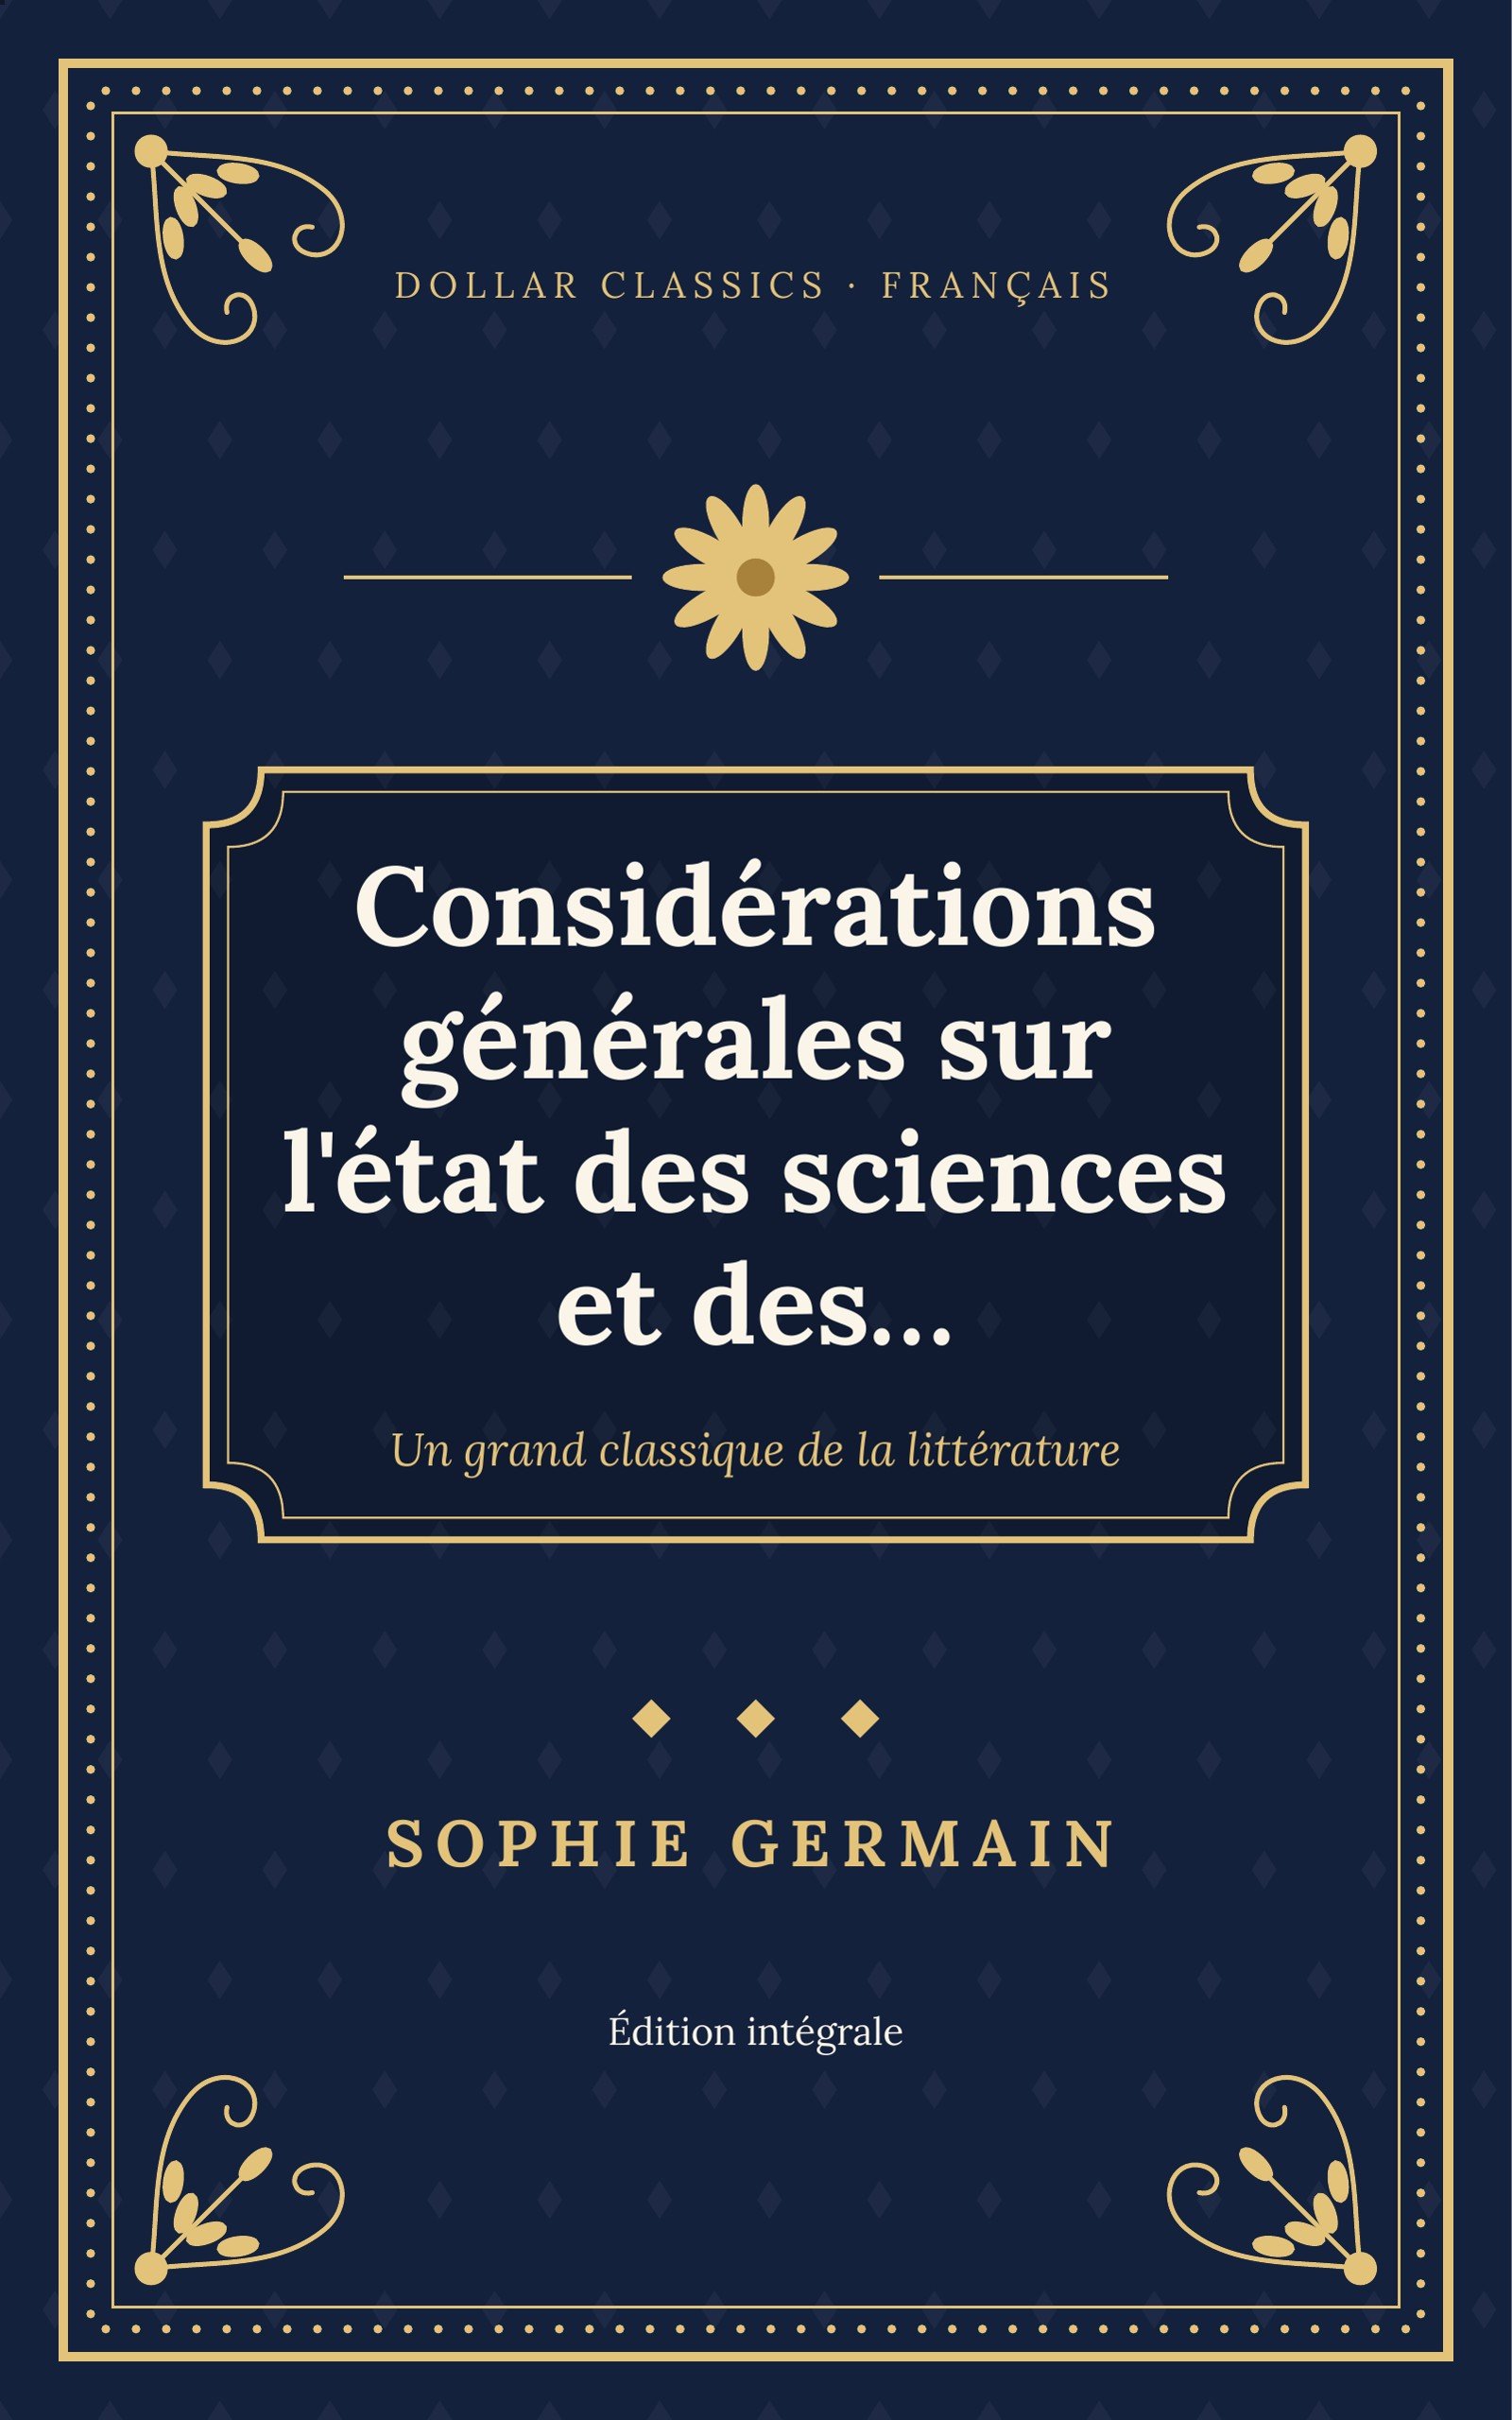 DOLLAR CLASSICS · FRANÇAIS
Considérations
générales sur
l'état des sciences
et des...
Un grand classique de la littérature
SOPHIE GERMAIN
Édition intégrale